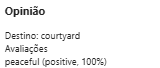 Opinião
Destino: courtyard
Avaliações
peaceful (positive, 100%)